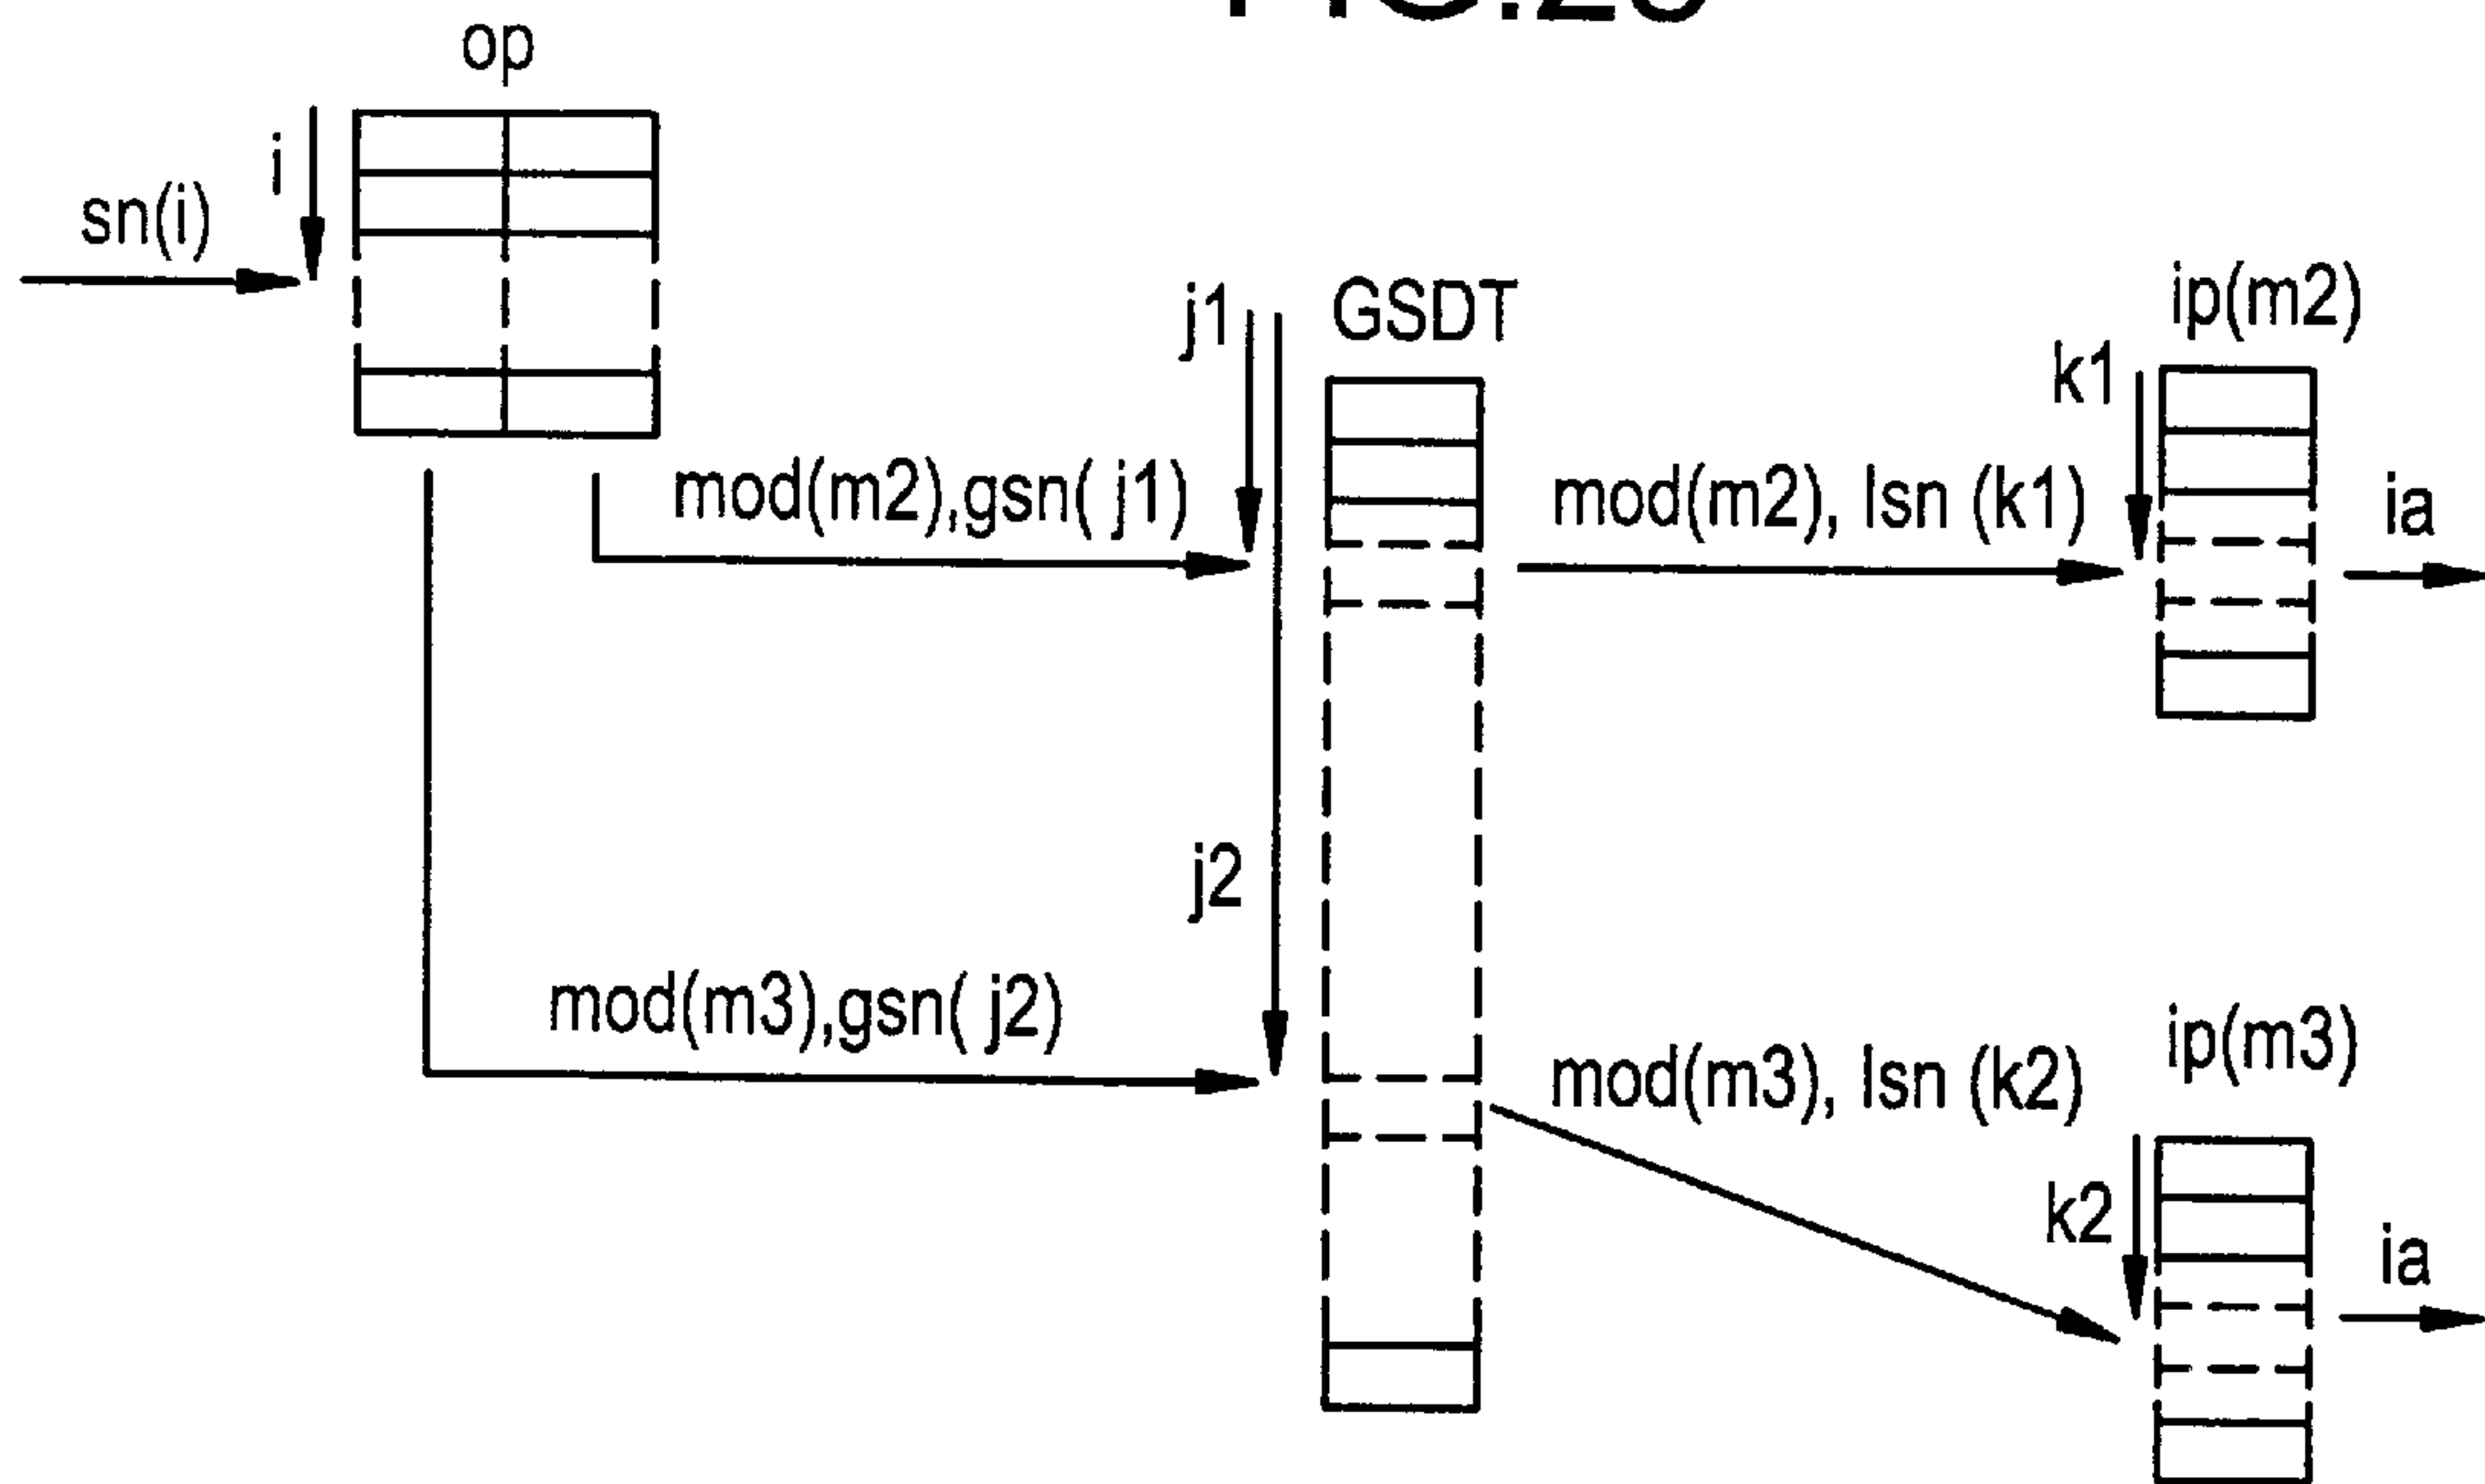 op
i
sn(i)
j1
GSDT
ip(m2)
k1
mod(m2),gsn( j1)
mod(m2), lsn (k1)
ia
j2
mod(m3),gsn( j2)
mod(m3), lsn (k2)
ip(m3)
k2
ia